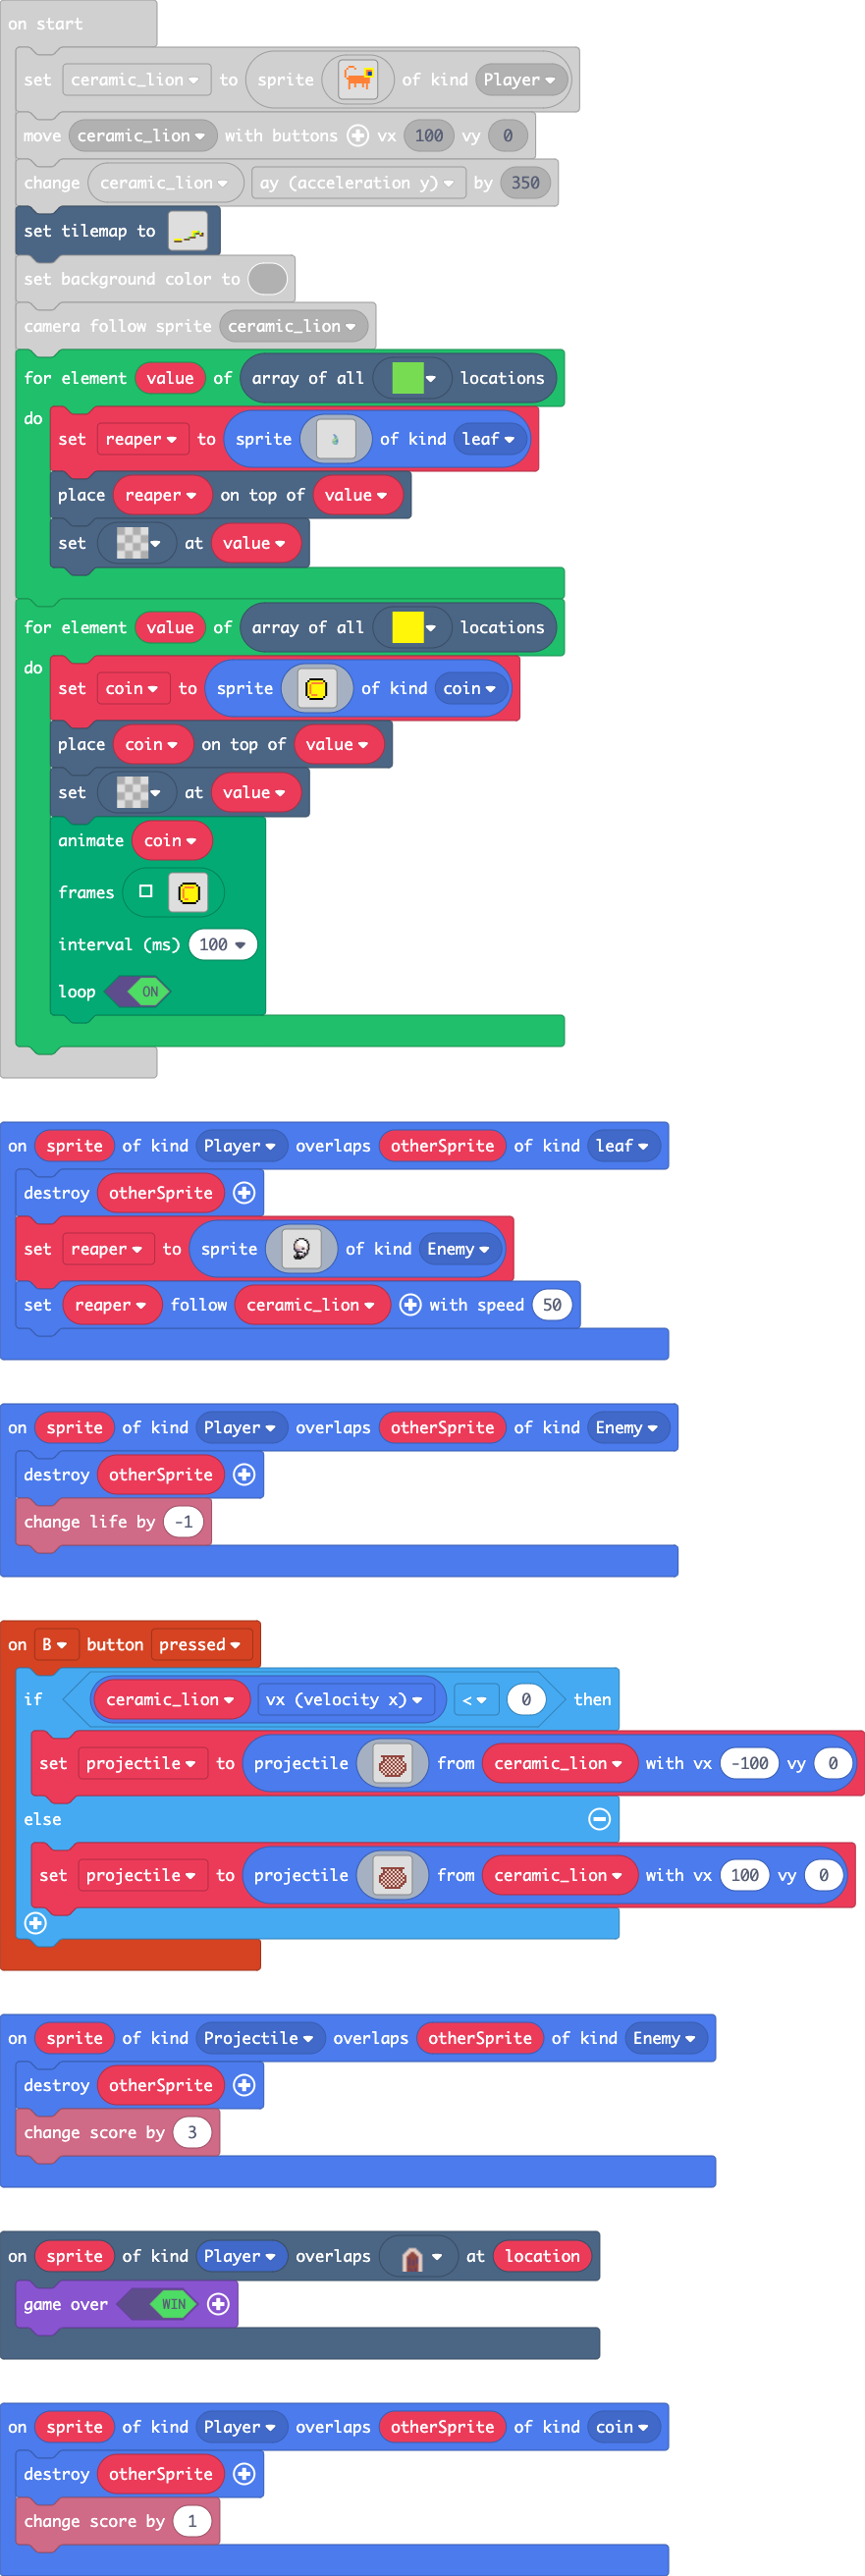 on start
set ceramic_lion to sprite of kind Player
move ceramic_lion with buttons vx 100 vy 0
change ceramic_lion ay (acceleration y) by 350
set tilemap to
set background color to
camera follow sprite ceramic_lion
for element value of array of all locations
do
set reaper to sprite of kind leaf
place reaper on top of value
set at value
for element value of array of all locations
do
set coin to sprite of kind coin
place coin on top of value
set at value
animate coin
frames
interval (ms) 100
loop ON
on sprite of kind Player overlaps otherSprite of kind leaf
destroy otherSprite
set reaper to sprite of kind Enemy
set reaper follow ceramic_lion with speed 50
on sprite of kind Player overlaps otherSprite of kind Enemy
destroy otherSprite
change life by -1
on B button pressed
if ceramic_lion vx (velocity x) < 0 then
set projectile to projectile from ceramic_lion with vx -100 vy 0
else
set projectile to projectile from ceramic_lion with vx 100 vy 0
on sprite of kind Projectile overlaps otherSprite of kind Enemy
destroy otherSprite
change score by 3
on sprite of kind Player overlaps at location
game over WIN
on sprite of kind Player overlaps otherSprite of kind coin
destroy otherSprite
change score by 1